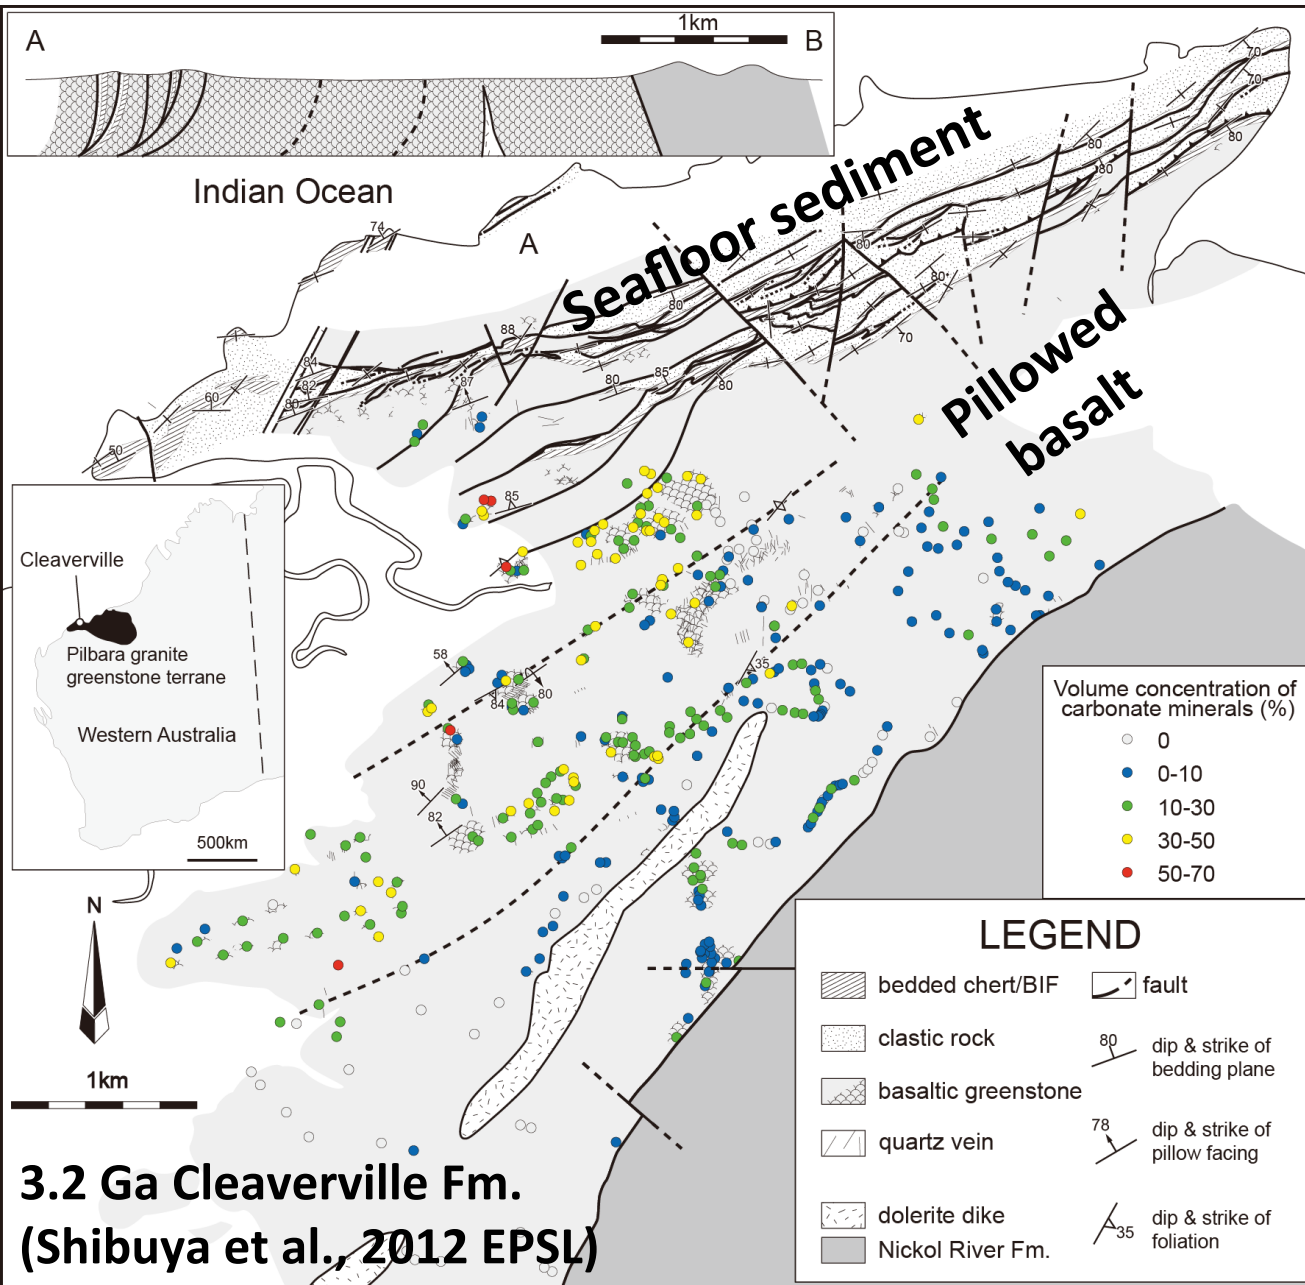 A
1km
B
Indian Ocean
A
Seafloor sediment
Pillowed
basalt
74
70
70
80
80
80
80
80
80
70
88
84
82
80
87
80
85
80
60
50
85
58
84
80
35
90
82
Cleaverville
Pilbara granite
greenstone terrane
Western Australia
500km
N
1km
Volume concentration of
carbonate minerals (%)
0
0-10
10-30
30-50
50-70
LEGEND
bedded chert/BIF
fault
clastic rock
80
dip & strike of
bedding plane
basaltic greenstone
quartz vein
78
dip & strike of
pillow facing
dolerite dike
35
dip & strike of
foliation
Nickol River Fm.
3.2 Ga Cleaverville Fm.
(Shibuya et al., 2012 EPSL)